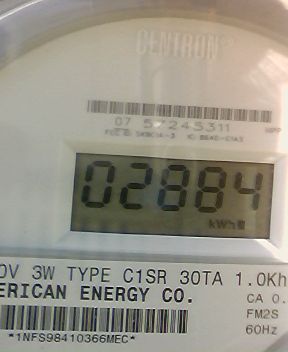 CENTRON®
07 57245311
02884
kWh
0V 3W TYPE C1SR 30TA 1.0Kh
ERICAN ENERGY CO.
CA 0.
FM2S
60Hz
*1NFS98410366MEC*